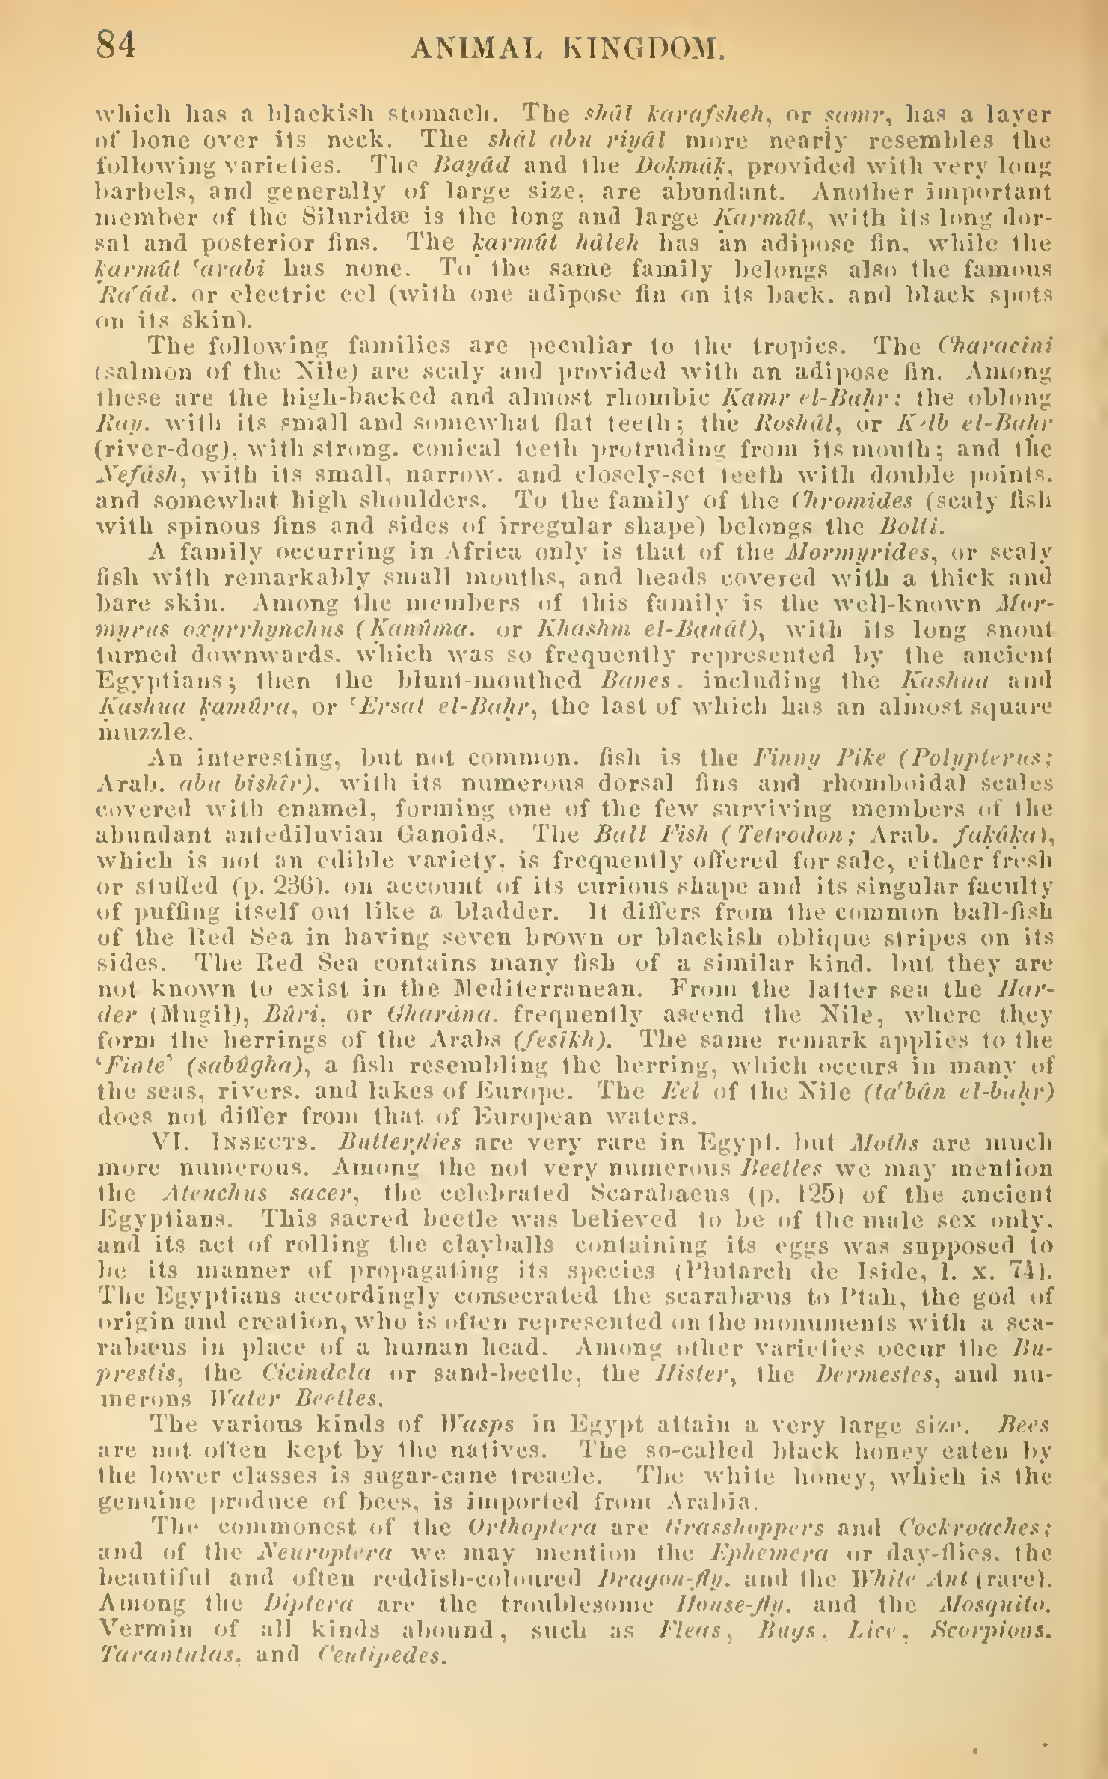 84 ANIMAL KINGDOM.
which has a blackish stomach. The shâl karafsheh, or samr, has a layer
of bone over its neck. The shâl abu riyâl more nearly resembles the
following varieties. The Bayâd and the Dokmâk, provided with very long
barbels, and generally of large size, are abundant. Another important
member of the Siluridæ is the long and large Karmût, with its long dor-
sal and posterior fins. The karmût hâleh has an adipose fin, while the
karmût ʿarabi has none. To the same family belongs also the famous
Raʿâd, or electric eel (with one adipose fin on its back, and black spots
on its skin).
The following families are peculiar to the tropics. The Characini
(salmon of the Nile) are scaly and provided with an adipose fin. Among
these are the high-backed and almost rhombic Kamr el-Bahr; the oblong
Ray, with its small and somewhat flat teeth; the Roshâl, or Kelb el-Bahr
(river-dog), with strong, conical teeth protruding from its mouth; and the
Nefâsh, with its small, narrow, and closely-set teeth with double points,
and somewhat high shoulders. To the family of the Chromides (scaly fish
with spinous fins and sides of irregular shape) belongs the Bolti.
A family occurring in Africa only is that of the Mormyrides, or scaly
fish with remarkably small mouths, and heads covered with a thick and
bare skin. Among the members of this family is the well-known Mor-
myrus oxyrrhynchus (Kanûma, or Khashm el-Banât), with its long snout
turned downwards, which was so frequently represented by the ancient
Egyptians; then the blunt-mouthed Banes, including the Kashua and
Kashua kamûra, or ʿErsat el-Bahr, the last of which has an almost square
muzzle.
An interesting, but not common, fish is the Finny Pike (Polypterus;
Arab. abu bishîr), with its numerous dorsal fins and rhomboidal scales
covered with enamel, forming one of the few surviving members of the
abundant antediluvian Ganoids. The Ball Fish (Tetrodon; Arab. fakâka),
which is not an edible variety, is frequently offered for sale, either fresh
or stuffed (p. 236), on account of its curious shape and its singular faculty
of puffing itself out like a bladder. It differs from the common ball-fish
of the Red Sea in having seven brown or blackish oblique stripes on its
sides. The Red Sea contains many fish of a similar kind, but they are
not known to exist in the Mediterranean. From the latter sea the Har-
der (Mugil), Bûri, or Gharâna, frequently ascend the Nile, where they
form the herrings of the Arabs (fesîkh). The same remark applies to the
'Finte' (sabûgha), a fish resembling the herring, which occurs in many of
the seas, rivers, and lakes of Europe. The Eel of the Nile (taʿbân el-bahr)
does not differ from that of European waters.
VI. INSECTS. Butterflies are very rare in Egypt, but Moths are much
more numerous. Among the not very numerous Beetles we may mention
the Ateuchus sacer, the celebrated Scarabaeus (p. 125) of the ancient
Egyptians. This sacred beetle was believed to be of the male sex only,
and its act of rolling the clayballs containing its eggs was supposed to
be its manner of propagating its species (Plutarch de Iside, I. x. 74).
The Egyptians accordingly consecrated the scarabæus to Ptah, the god of
origin and creation, who is often represented on the monuments with a sca-
rabæus in place of a human head. Among other varieties occur the Bu-
prestis, the Cicindela or sand-beetle, the Hister, the Dermestes, and nu-
merous Water Beetles.
The various kinds of Wasps in Egypt attain a very large size. Bees
are not often kept by the natives. The so-called black honey eaten by
the lower classes is sugar-cane treacle. The white honey, which is the
genuine produce of bees, is imported from Arabia.
The commonest of the Orthoptera are Grasshoppers and Cockroaches;
and of the Neuroptera we may mention the Ephemera or day-flies, the
beautiful and often reddish-coloured Dragon-fly, and the White Ant (rare).
Among the Diptera are the troublesome House-fly, and the Mosquito.
Vermin of all kinds abound, such as Fleas, Bugs, Lice, Scorpions,
Tarantulas, and Centipedes.